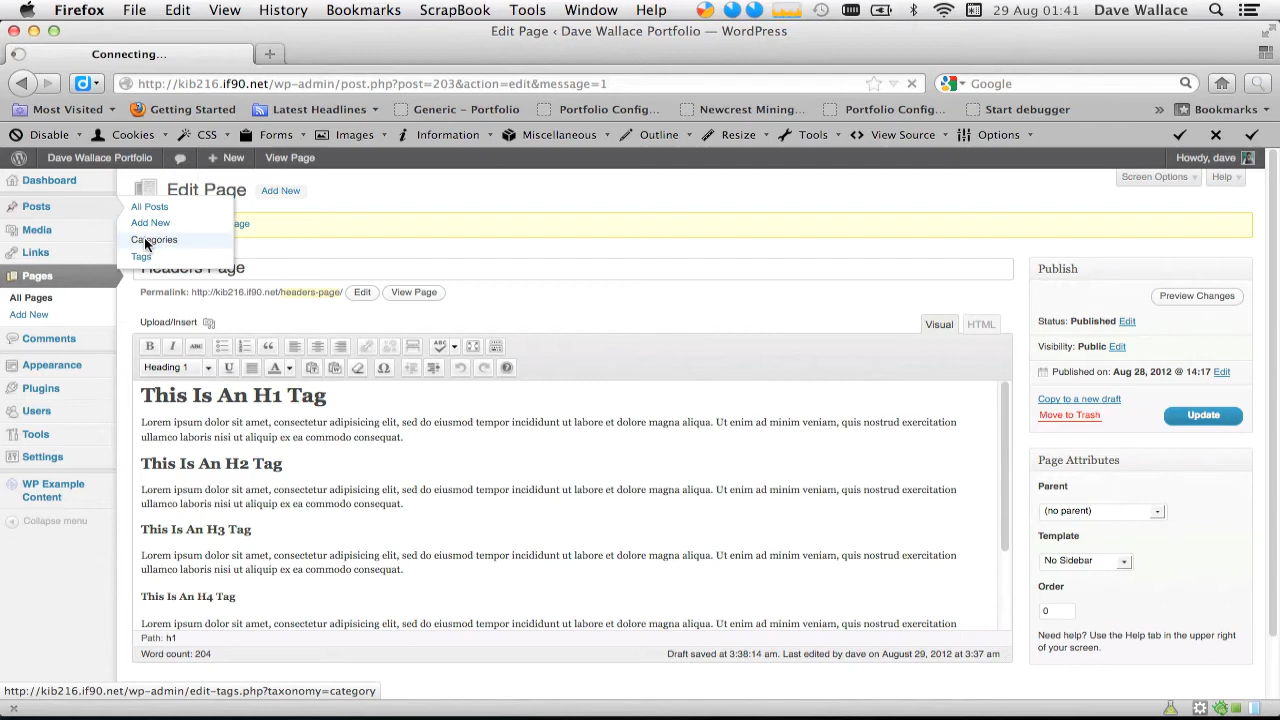 Firefox File Edit View History Bookmarks ScrapBook Tools Window Help 29 Aug 01:41 Dave Wallace
Edit Page ‹ Dave Wallace Portfolio — WordPress
Connecting...
http://kib216.if90.net/wp-admin/post.php?post=203&action=edit&message=1 Google
Most Visited Getting Started Latest Headlines Generic – Portfolio Portfolio Config... Newcrest Mining... Portfolio Config... Start debugger » Bookmarks
Disable Cookies CSS Forms Images Information Miscellaneous Outline Resize Tools View Source Options
Dave Wallace Portfolio + New View Page Howdy, dave
Dashboard
Posts
Media
Links
Pages
All Pages
Add New
Comments
Appearance
Plugins
Users
Tools
Settings
WP Example
Content
Collapse menu
All Posts
Add New
Categories
Tags
Edit Page Add New
Screen Options Help
age
Headers Page
Permalink: http://kib216.if90.net/headers-page/ Edit View Page
Upload/Insert
Visual HTML
B I ABC ABC
Heading 1 U A Ω
This Is An H1 Tag
Lorem ipsum dolor sit amet, consectetur adipisicing elit, sed do eiusmod tempor incididunt ut labore et dolore magna aliqua. Ut enim ad minim veniam, quis nostrud exercitation
ullamco laboris nisi ut aliquip ex ea commodo consequat.
This Is An H2 Tag
Lorem ipsum dolor sit amet, consectetur adipisicing elit, sed do eiusmod tempor incididunt ut labore et dolore magna aliqua. Ut enim ad minim veniam, quis nostrud exercitation
ullamco laboris nisi ut aliquip ex ea commodo consequat.
This Is An H3 Tag
Lorem ipsum dolor sit amet, consectetur adipisicing elit, sed do eiusmod tempor incididunt ut labore et dolore magna aliqua. Ut enim ad minim veniam, quis nostrud exercitation
ullamco laboris nisi ut aliquip ex ea commodo consequat.
This Is An H4 Tag
Lorem ipsum dolor sit amet, consectetur adipisicing elit, sed do eiusmod tempor incididunt ut labore et dolore magna aliqua. Ut enim ad minim veniam, quis nostrud exercitation
Path: h1
Word count: 204 Draft saved at 3:38:14 am. Last edited by dave on August 29, 2012 at 3:37 am
Publish
Preview Changes
Status: Published Edit
Visibility: Public Edit
Published on: Aug 28, 2012 @ 14:17 Edit
Copy to a new draft
Move to Trash Update
Page Attributes
Parent
(no parent)
Template
No Sidebar
Order
0
Need help? Use the Help tab in the upper right
of your screen.
http://kib216.if90.net/wp-admin/edit-tags.php?taxonomy=category